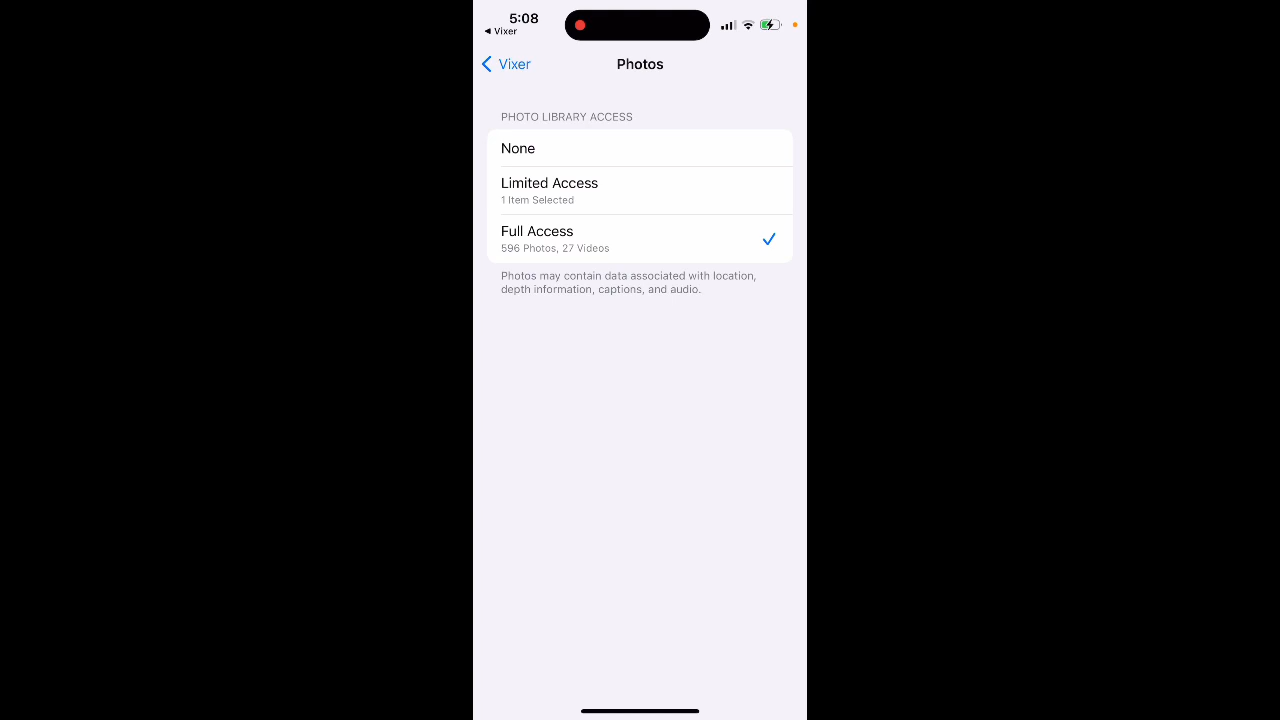 5:08
◀ Vixer
Vixer
Photos
PHOTO LIBRARY ACCESS
None
Limited Access
1 Item Selected
Full Access
596 Photos, 27 Videos
Photos may contain data associated with location,
depth information, captions, and audio.